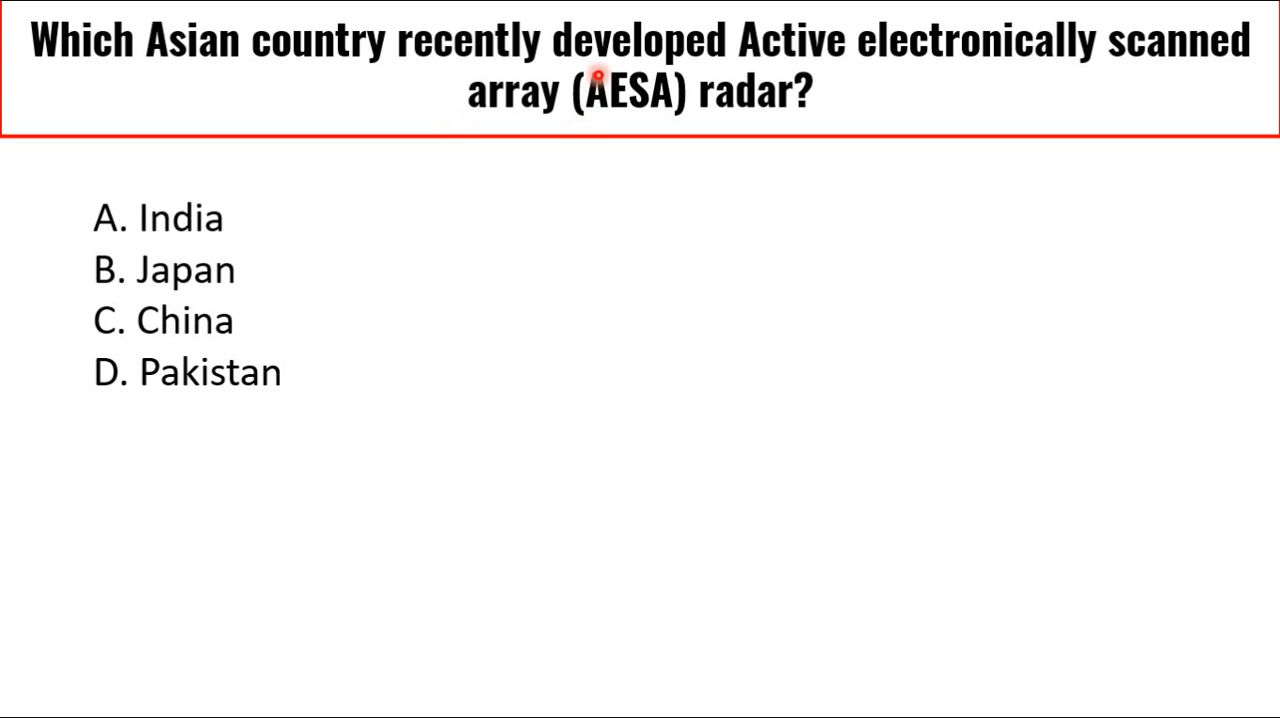 Which Asian country recently developed Active electronically scanned
array (AESA) radar?
A. India
B. Japan
C. China
D. Pakistan